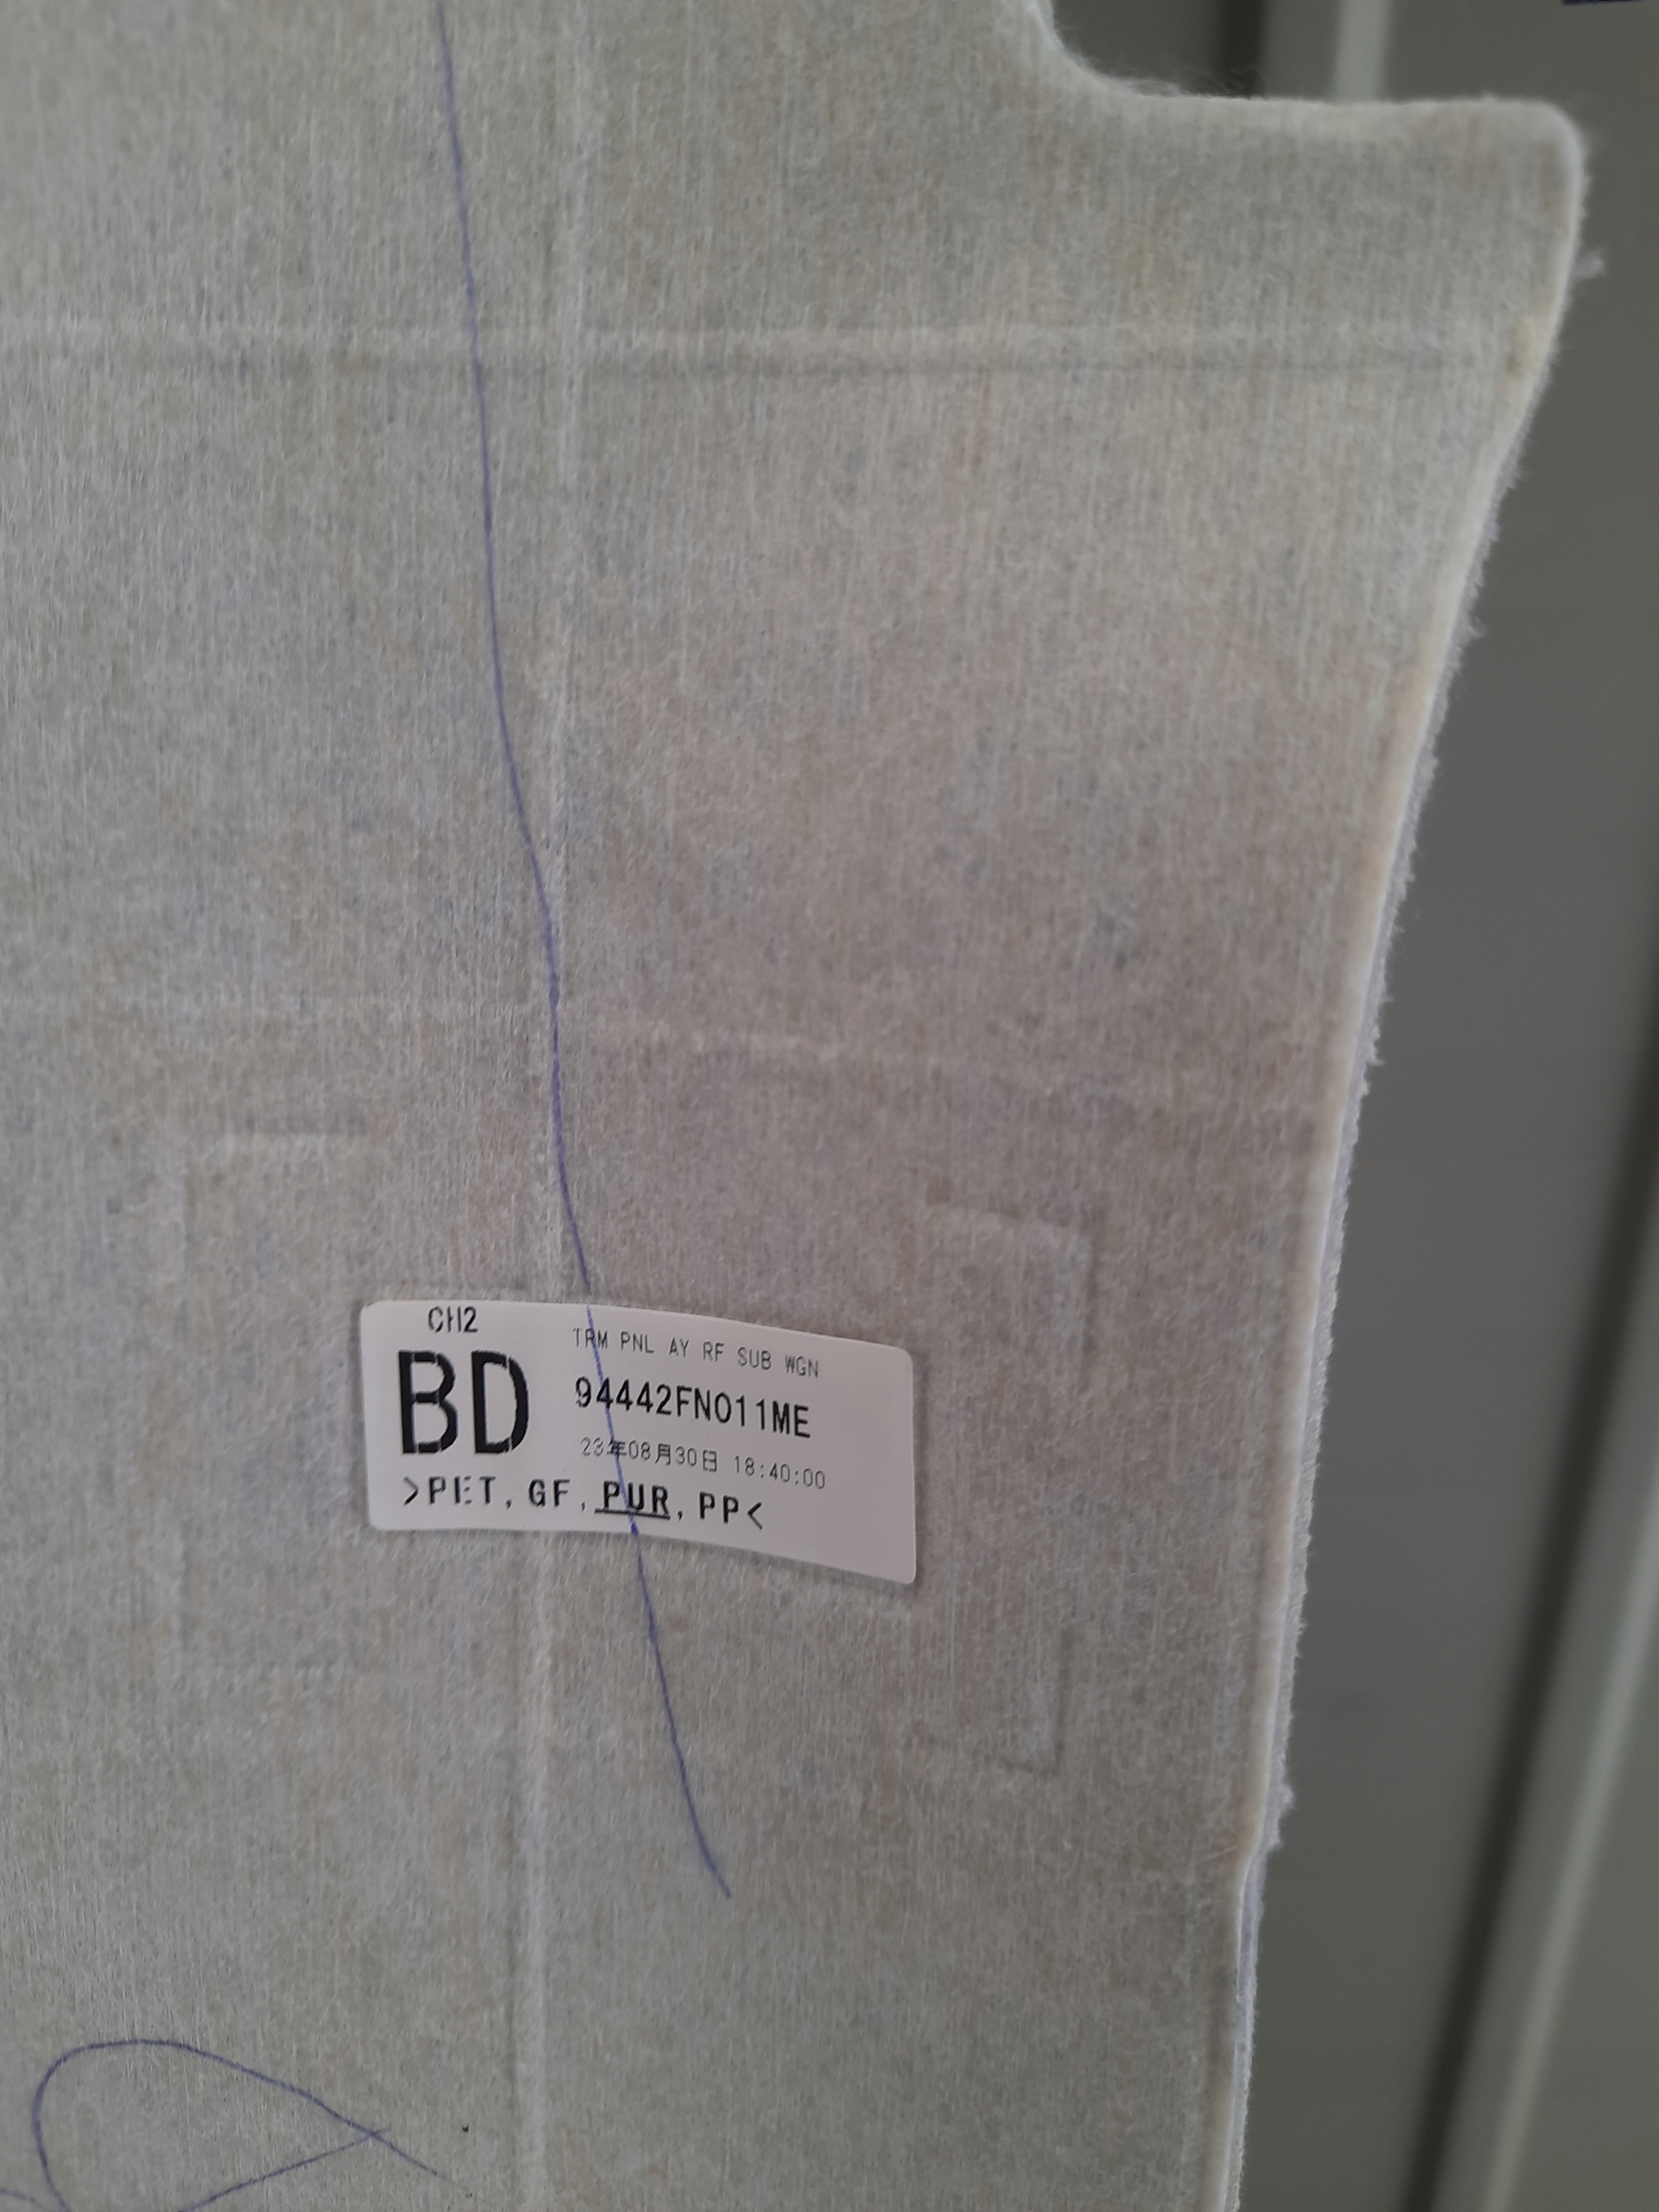 CH2
BD
TRM PNL AY RF SUB WGN
94442FN011ME
23年08月30日 18:40:00
>PET, GF, PUR, PP<